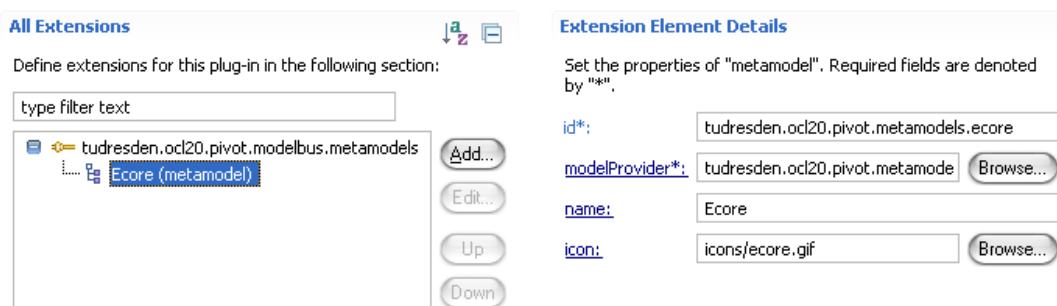 All Extensions
Define extensions for this plug-in in the following section:
type filter text
tudresden.ocl20.pivot.modelbus.metamodels
Ecore (metamodel)
Add...
Edit...
Up
Down
Extension Element Details
Set the properties of "metamodel". Required fields are denoted
by "*".
id*: tudresden.ocl20.pivot.metamodels.ecore
modelProvider*: tudresden.ocl20.pivot.metamode Browse...
name: Ecore
icon: icons/ecore.gif Browse...